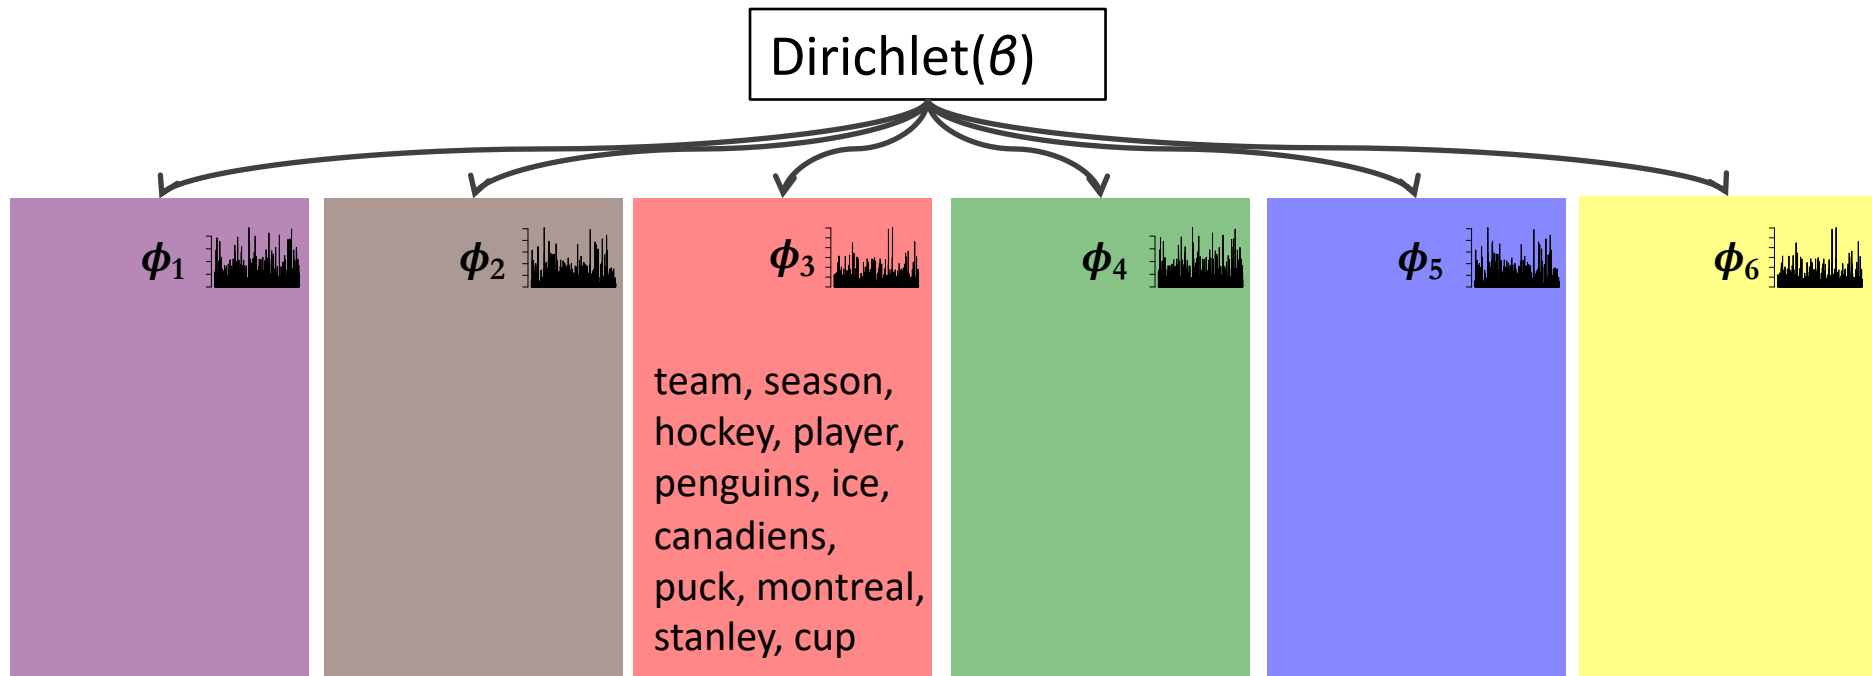 Dirichlet(β)
ϕ1
ϕ2
ϕ3
ϕ4
ϕ5
ϕ6
team, season,
hockey, player,
penguins, ice,
canadiens,
puck, montreal,
stanley, cup